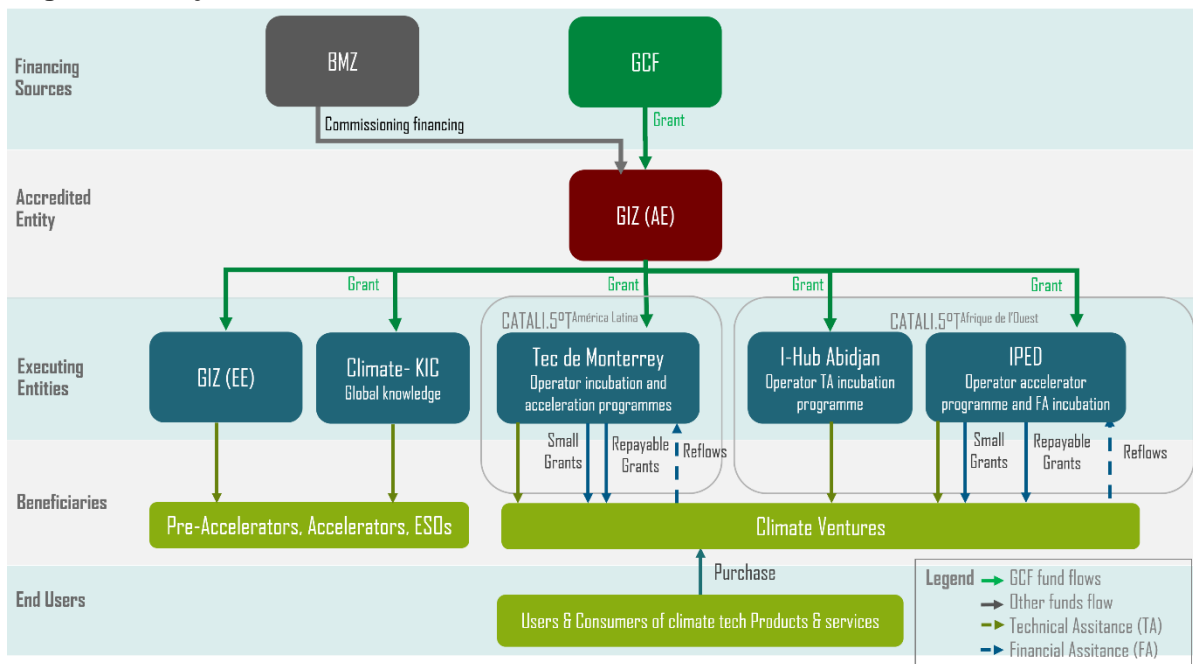 Financing
Sources
BMZ
GCF
Commissioning financing
Grant
Accredited
Entity
GIZ (AE)
Grant
Grant
Grant
Grant
CATALI.5ºT América Latina
CATALI.5ºT Afrique de l'Ouest
Executing
Entities
GIZ (EE)
Climate- KIC
Global knowledge
Tec de Monterrey
Operator incubation and
acceleration programmes
I-Hub Abidjan
Operator TA incubation
programme
IPED
Operator accelerator
programme and FA incubation
Small
Grants
Repayable
Grants
Reflows
Small
Grants
Repayable
Grants
Reflows
Beneficiaries
Pre-Accelerators, Accelerators, ESOs
Climate Ventures
Purchase
End Users
Users & Consumers of climate tech Products & services
Legend
GCF fund flows
Other funds flow
Technical Assitance (TA)
Financial Assitance (FA)